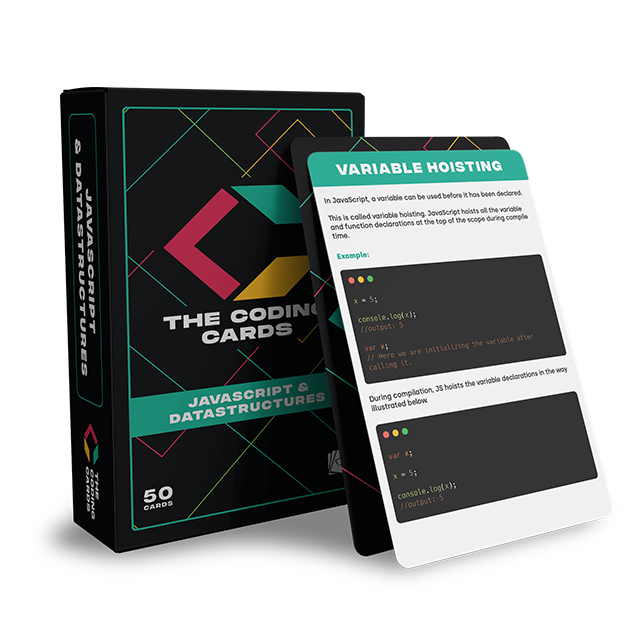 JAVASCRIPT
& DATASTRUCTURES
THE
CODING
CARDS
THE CODING
CARDS
JAVASCRIPT &
DATASTRUCTURES
50
CARDS
VARIABLE HOISTING
In JavaScript, a variable can be used before it has been declared.
This is called variable hoisting. JavaScript hoists all the variable
and function declarations at the top of the scope during compile
time.
Example:
x = 5;
console.log(x);
//output: 5
var x;
// Here we are initializing the variable after
calling it.
During compilation, JS hoists the variable declarations in the way
illustrated below.
var x;
x = 5;
console.log(x);
//output: 5